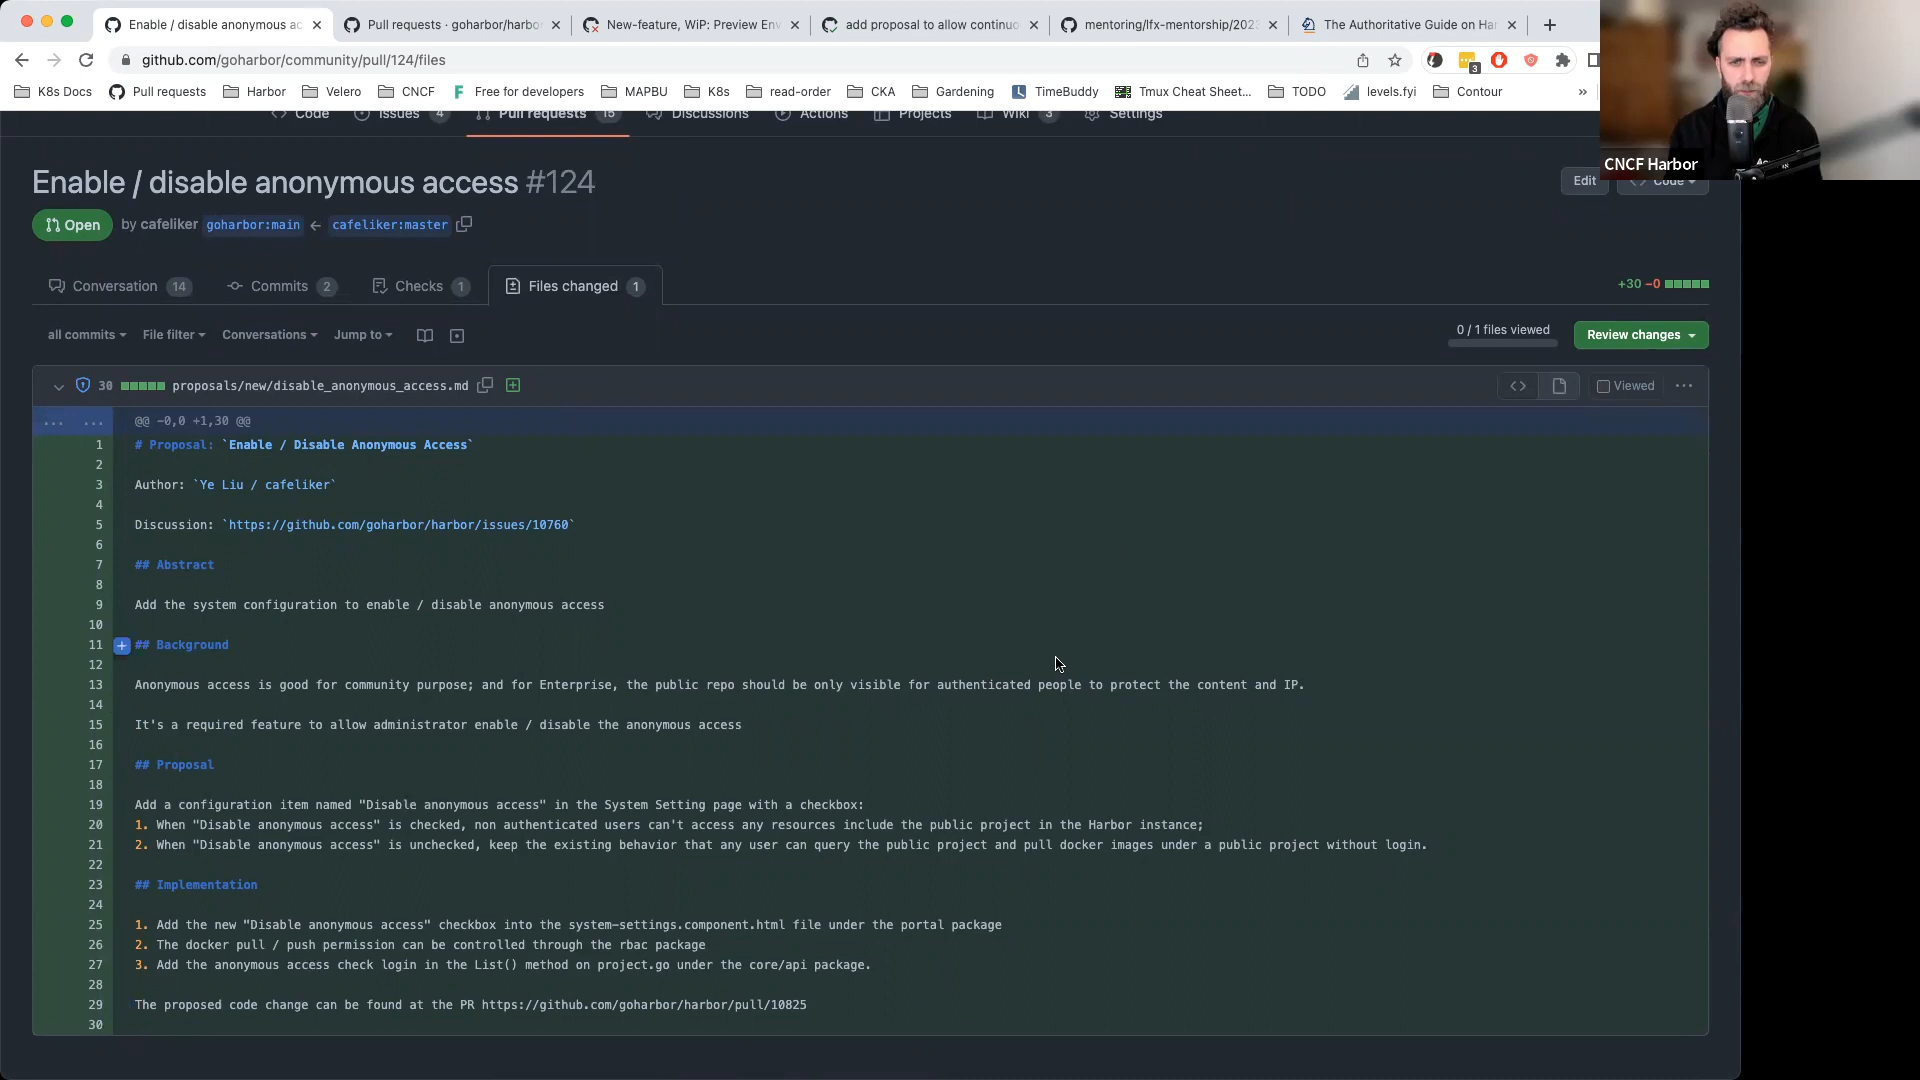 Enable / disable anonymous ac
Pull requests · goharbor/harbor
New-feature, WiP: Preview Env
add proposal to allow continuo
mentoring/lfx-mentorship/2023
The Authoritative Guide on Har
github.com/goharbor/community/pull/124/files
3
K8s Docs
Pull requests
Harbor
Velero
CNCF
Free for developers
MAPBU
K8s
read-order
CKA
Gardening
TimeBuddy
Tmux Cheat Sheet...
TODO
levels.fyi
Contour
»
CNCF Harbor
Code
Issues 4
Pull requests 15
Discussions
Actions
Projects
Wiki 3
Settings
Enable / disable anonymous access #124
Edit
<> Code
Open by cafeliker goharbor:main ← cafeliker:master
Conversation 14
Commits 2
Checks 1
Files changed 1
+30 −0
all commits
File filter
Conversations
Jump to
0 / 1 files viewed
Review changes
30 proposals/new/disable_anonymous_access.md
<>
Viewed
...
... ... @@ -0,0 +1,30 @@
1 # Proposal: `Enable / Disable Anonymous Access`
2
3 Author: `Ye Liu / cafeliker`
4
5 Discussion: `https://github.com/goharbor/harbor/issues/10760`
6
7 ## Abstract
8
9 Add the system configuration to enable / disable anonymous access
10
11 + ## Background
12
13 Anonymous access is good for community purpose; and for Enterprise, the public repo should be only visible for authenticated people to protect the content and IP.
14
15 It's a required feature to allow administrator enable / disable the anonymous access
16
17 ## Proposal
18
19 Add a configuration item named "Disable anonymous access" in the System Setting page with a checkbox:
20 1. When "Disable anonymous access" is checked, non authenticated users can't access any resources include the public project in the Harbor instance;
21 2. When "Disable anonymous access" is unchecked, keep the existing behavior that any user can query the public project and pull docker images under a public project without login.
22
23 ## Implementation
24
25 1. Add the new "Disable anonymous access" checkbox into the system-settings.component.html file under the portal package
26 2. The docker pull / push permission can be controlled through the rbac package
27 3. Add the anonymous access check login in the List() method on project.go under the core/api package.
28
29 The proposed code change can be found at the PR https://github.com/goharbor/harbor/pull/10825
30